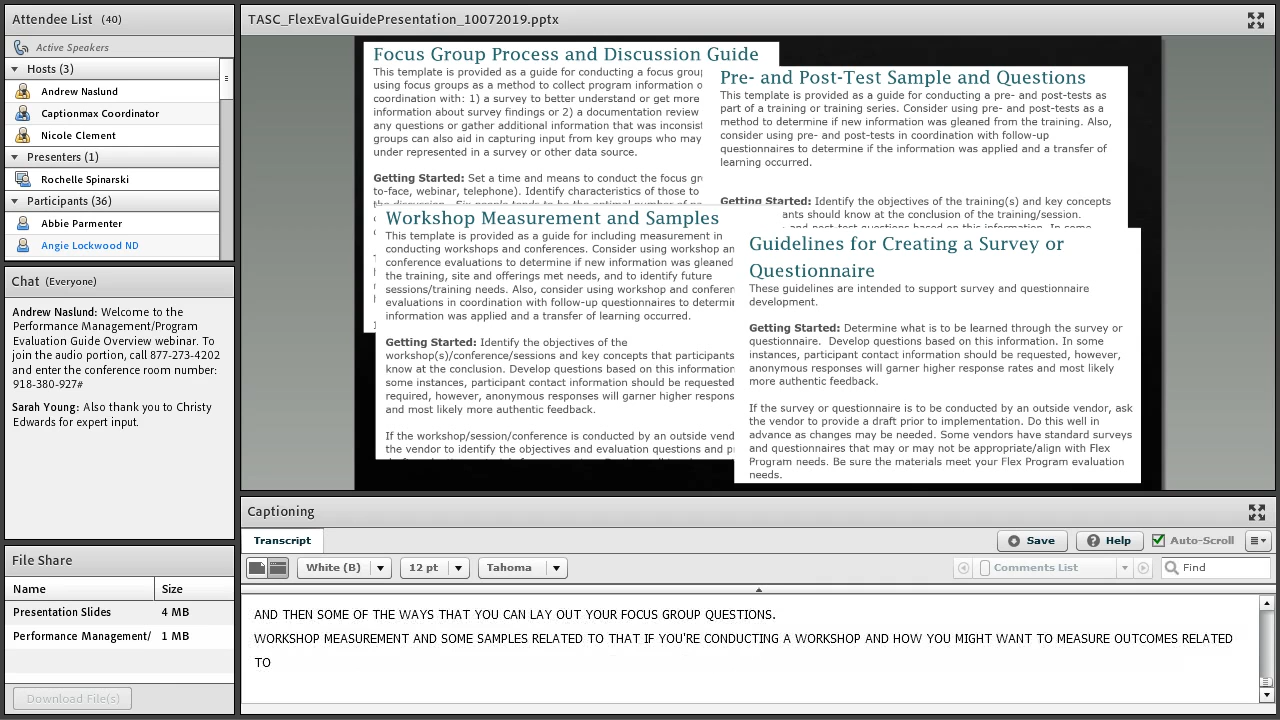 Attendee List (40)
Active Speakers
Hosts (3)
Andrew Naslund
Captionmax Coordinator
Nicole Clement
Presenters (1)
Rochelle Spinarski
Participants (36)
Abbie Parmenter
Angie Lockwood ND
Chat (Everyone)
Andrew Naslund: Welcome to the
Performance Management/Program
Evaluation Guide Overview webinar. To
join the audio portion, call 877-273-4202
and enter the conference room number:
918-380-927#
Sarah Young: Also thank you to Christy
Edwards for expert input.
File Share
Name Size
Presentation Slides 4 MB
Performance Management/ 1 MB
Download File(s)
TASC_FlexEvalGuidePresentation_10072019.pptx
Focus Group Process and Discussion Guide
This template is provided as a guide for conducting a focus group
using focus groups as a method to collect program information o
coordination with: 1) a survey to better understand or get more
information about survey findings or 2) a documentation review
any questions or gather additional information that was inconsist
groups can also aid in capturing input from key groups who may
under represented in a survey or other data source.
Getting Started: Set a time and means to conduct the focus gr
to-face, webinar, telephone). Identify characteristics of those to
Pre- and Post-Test Sample and Questions
This template is provided as a guide for conducting a pre- and post-tests as
part of a training or training series. Consider using pre- and post-tests as a
method to determine if new information was gleaned from the training. Also,
consider using pre- and post-tests in coordination with follow-up
questionnaires to determine if the information was applied and a transfer of
learning occurred.
Getting Started: Identify the objectives of the training(s) and key concepts
ants should know at the conclusion of the training/session.
Workshop Measurement and Samples
This template is provided as a guide for including measurement in
conducting workshops and conferences. Consider using workshop an
conference evaluations to determine if new information was gleaned
the training, site and offerings met needs, and to identify future
sessions/training needs. Also, consider using workshop and conferen
evaluations in coordination with follow-up questionnaires to determin
information was applied and a transfer of learning occurred.
Getting Started: Identify the objectives of the
workshop(s)/conference/sessions and key concepts that participants
know at the conclusion. Develop questions based on this information
some instances, participant contact information should be requested
required, however, anonymous responses will garner higher respons
and most likely more authentic feedback.
If the workshop/session/conference is conducted by an outside vend
the vendor to identify the objectives and evaluation questions and p
Guidelines for Creating a Survey or
Questionnaire
These guidelines are intended to support survey and questionnaire
development.
Getting Started: Determine what is to be learned through the survey or
questionnaire. Develop questions based on this information. In some
instances, participant contact information should be requested, however,
anonymous responses will garner higher response rates and most likely
more authentic feedback.
If the survey or questionnaire is to be conducted by an outside vendor, ask
the vendor to provide a draft prior to implementation. Do this well in
advance as changes may be needed. Some vendors have standard surveys
and questionnaires that may or may not be appropriate/align with Flex
Program needs. Be sure the materials meet your Flex Program evaluation
needs.
Captioning
Transcript
Save Help Auto-Scroll
White (B) 12 pt Tahoma Comments List Find
AND THEN SOME OF THE WAYS THAT YOU CAN LAY OUT YOUR FOCUS GROUP QUESTIONS.
WORKSHOP MEASUREMENT AND SOME SAMPLES RELATED TO THAT IF YOU'RE CONDUCTING A WORKSHOP AND HOW YOU MIGHT WANT TO MEASURE OUTCOMES RELATED
TO